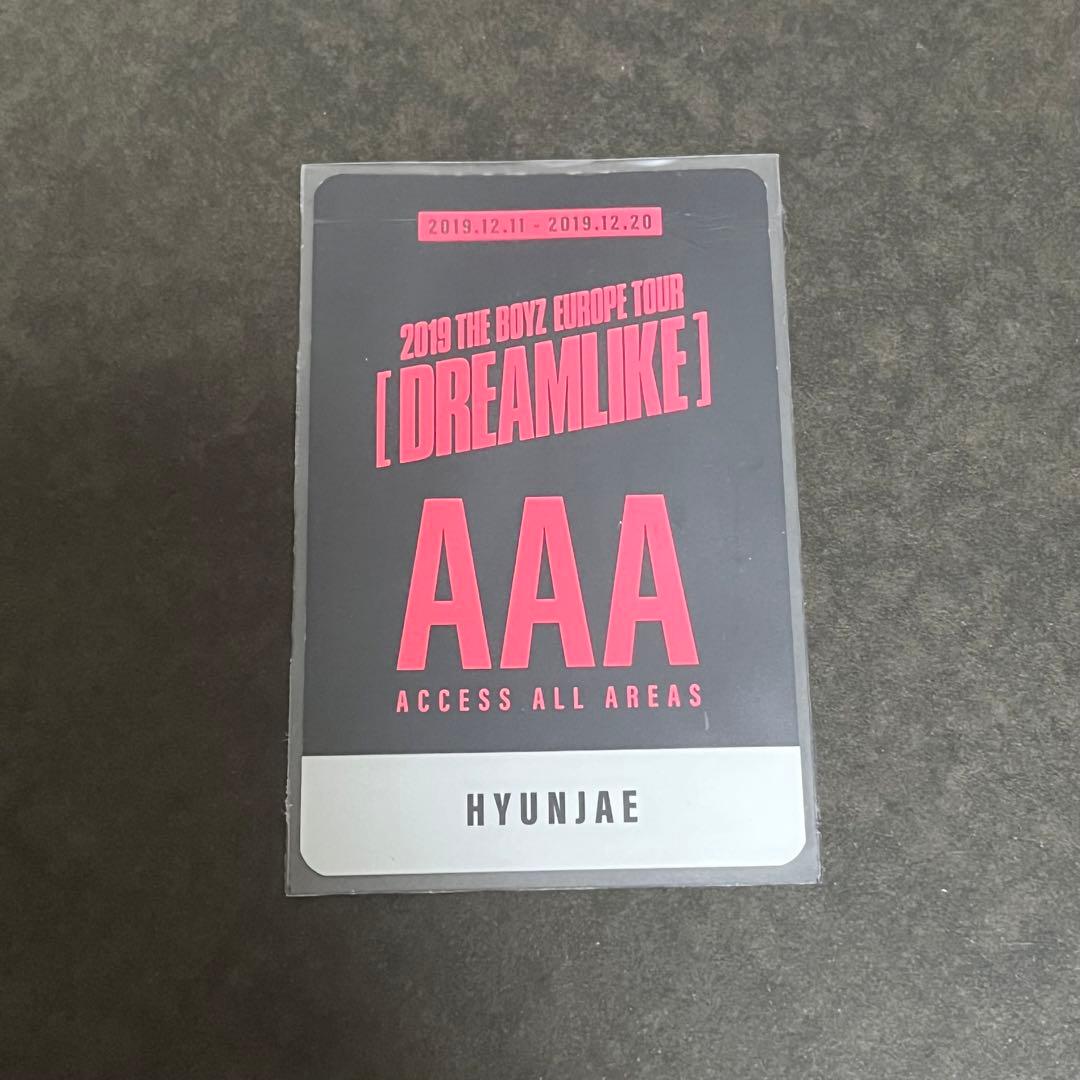 2019.12.11 - 2019.12.20
2019 THE BOYZ EUROPE TOUR
[DREAMLIKE]
AAA
ACCESS ALL AREAS
HYUNJAE